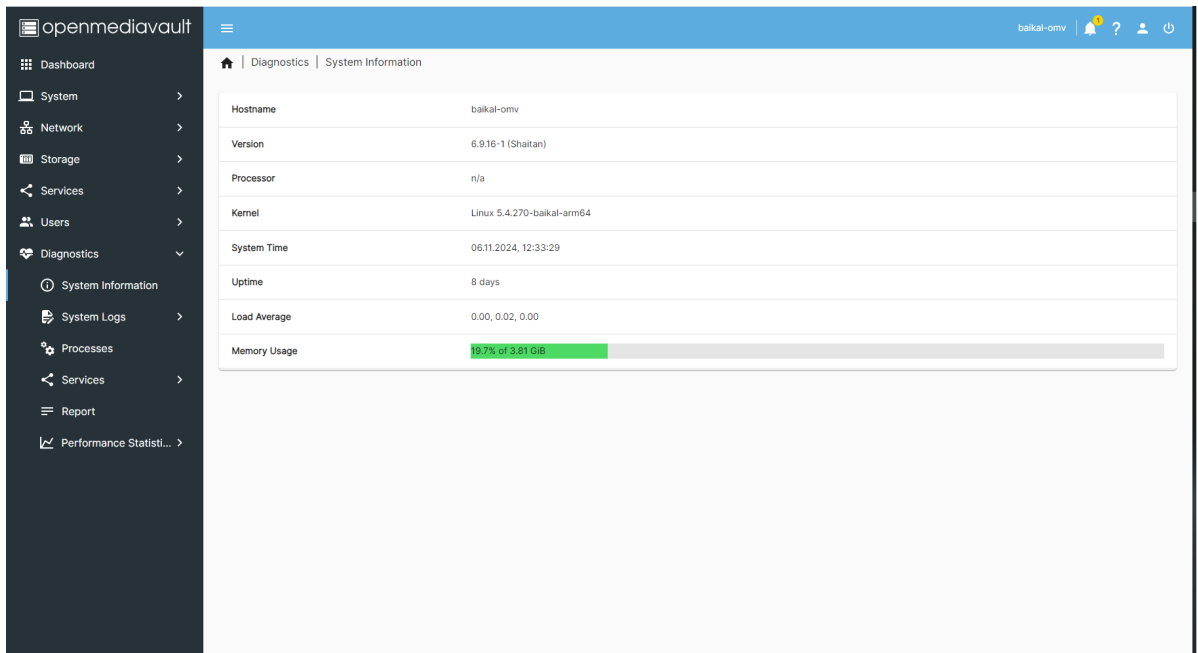 openmediavault
baikal-omv 1 ?
Dashboard
Diagnostics | System Information
System
Network
Storage
Services
Users
Diagnostics
System Information
System Logs
Processes
Services
Report
Performance Statisti...
Hostname baikal-omv
Version 6.9.16-1 (Shaitan)
Processor n/a
Kernel Linux 5.4.270-baikal-arm64
System Time 06.11.2024, 12:33:29
Uptime 8 days
Load Average 0.00, 0.02, 0.00
Memory Usage 19.7% of 3.81 GiB